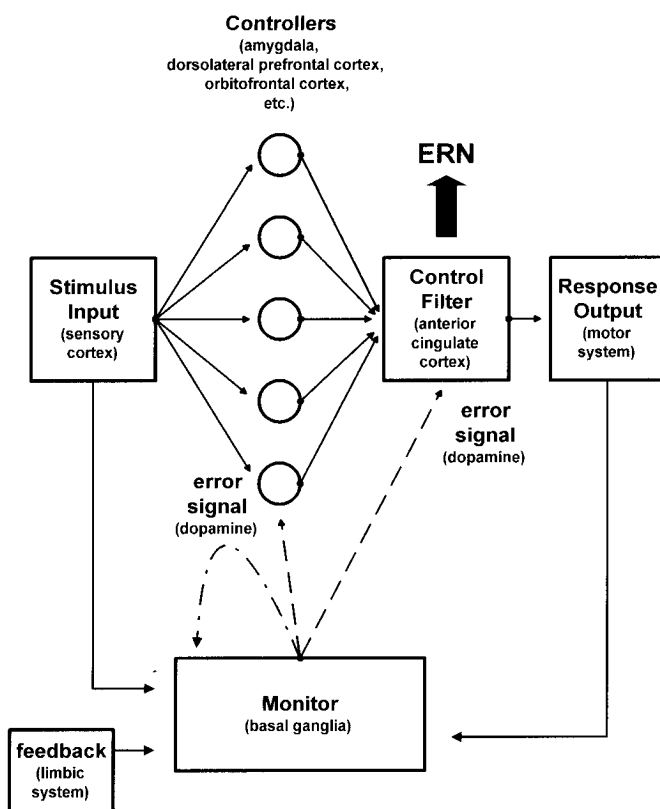 Controllers
(amygdala,
dorsolateral prefrontal cortex,
orbitofrontal cortex,
etc.)
ERN
Stimulus
Input
(sensory
cortex)
Control
Filter
(anterior
cingulate
cortex)
Response
Output
(motor
system)
error
signal
(dopamine)
error
signal
(dopamine)
Monitor
(basal ganglia)
feedback
(limbic
system)